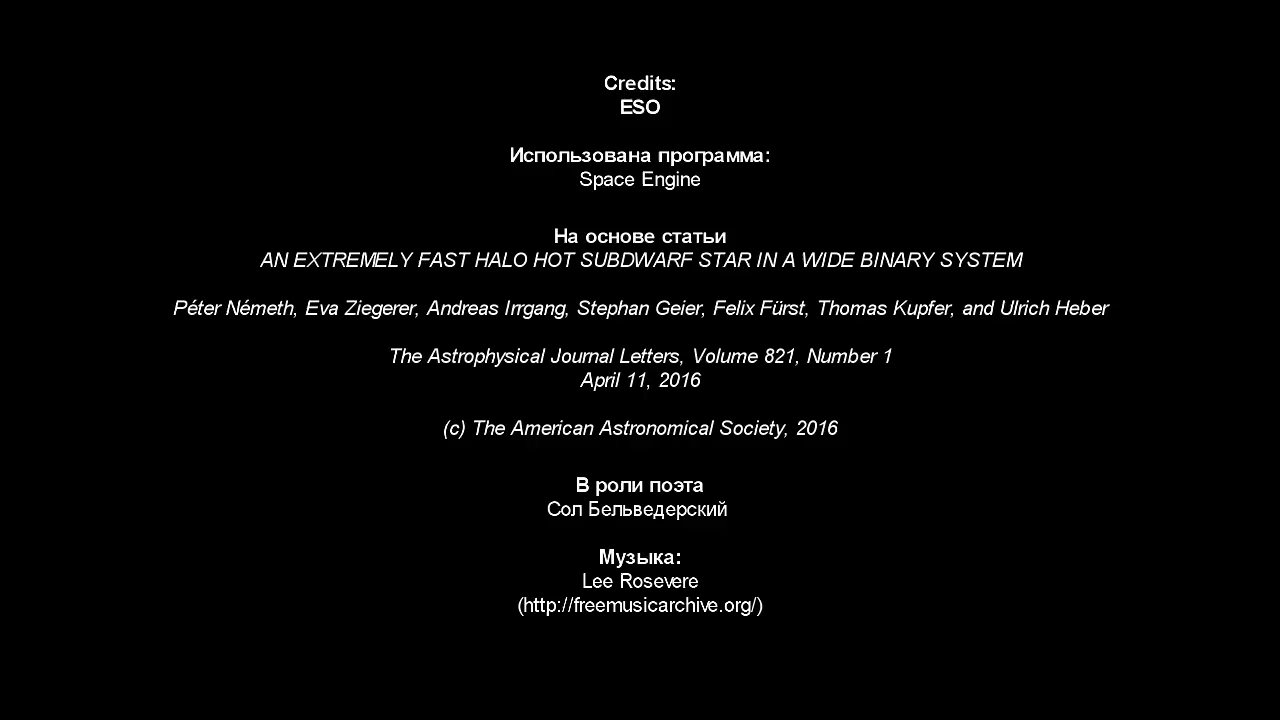 Credits:
ESO
Использована программа:
Space Engine
На основе статьи
AN EXTREMELY FAST HALO HOT SUBDWARF STAR IN A WIDE BINARY SYSTEM
Péter Németh, Eva Ziegerer, Andreas Irrgang, Stephan Geier, Felix Fürst, Thomas Kupfer, and Ulrich Heber
The Astrophysical Journal Letters, Volume 821, Number 1
April 11, 2016
(c) The American Astronomical Society, 2016
В роли поэта
Сол Бельведерский
Музыка:
Lee Rosevere
(http://freemusicarchive.org/)